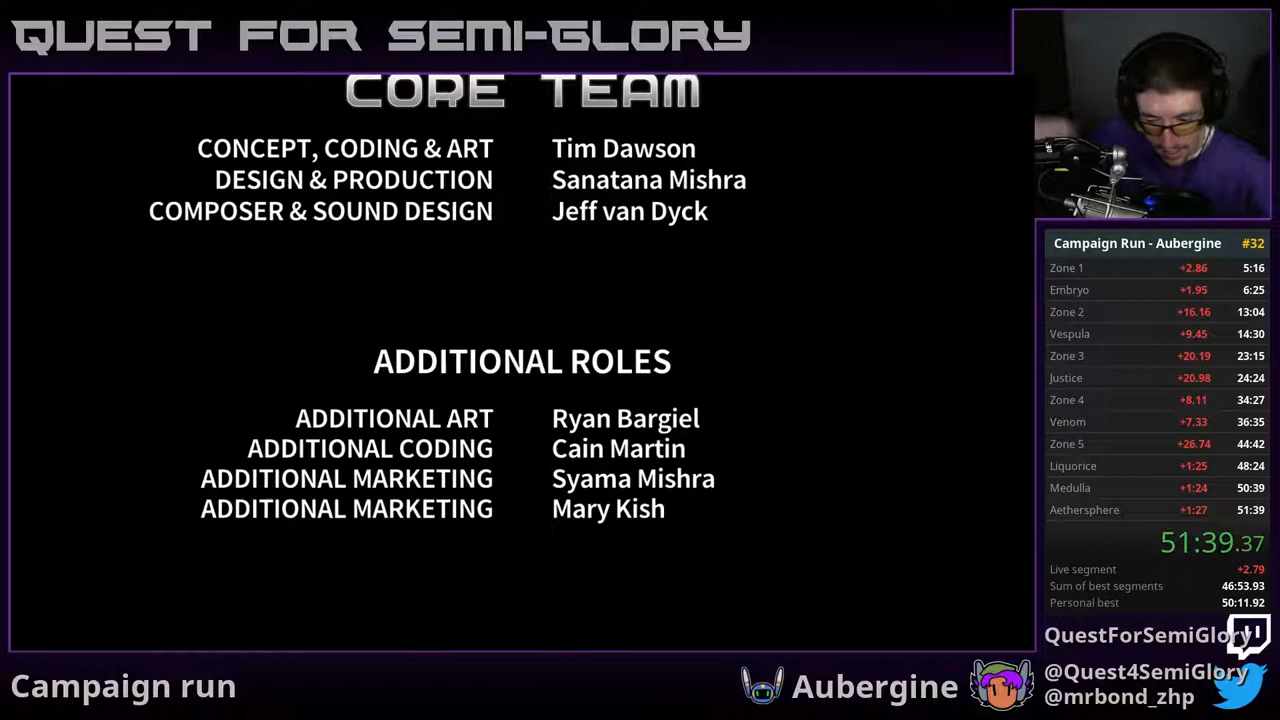 QUEST FOR SEMI-GLORY
CORE TEAM
CONCEPT, CODING & ART Tim Dawson
DESIGN & PRODUCTION Sanatana Mishra
COMPOSER & SOUND DESIGN Jeff van Dyck
ADDITIONAL ROLES
ADDITIONAL ART Ryan Bargiel
ADDITIONAL CODING Cain Martin
ADDITIONAL MARKETING Syama Mishra
ADDITIONAL MARKETING Mary Kish
Campaign Run - Aubergine #32
Zone 1 +2.86 5:16
Embryo +1.95 6:25
Zone 2 +16.16 13:04
Vespula +9.45 14:30
Zone 3 +20.19 23:15
Justice +20.98 24:24
Zone 4 +8.11 34:27
Venom +7.33 36:35
Zone 5 +26.74 44:42
Liquorice +1:25 48:24
Medulla +1:24 50:39
Aethersphere +1:27 51:39
51:39.37
Live segment +2.79
Sum of best segments 46:53.93
Personal best 50:11.92
QuestForSemiGlory
@Quest4SemiGlory
@mrbond_zhp
Campaign run
Aubergine